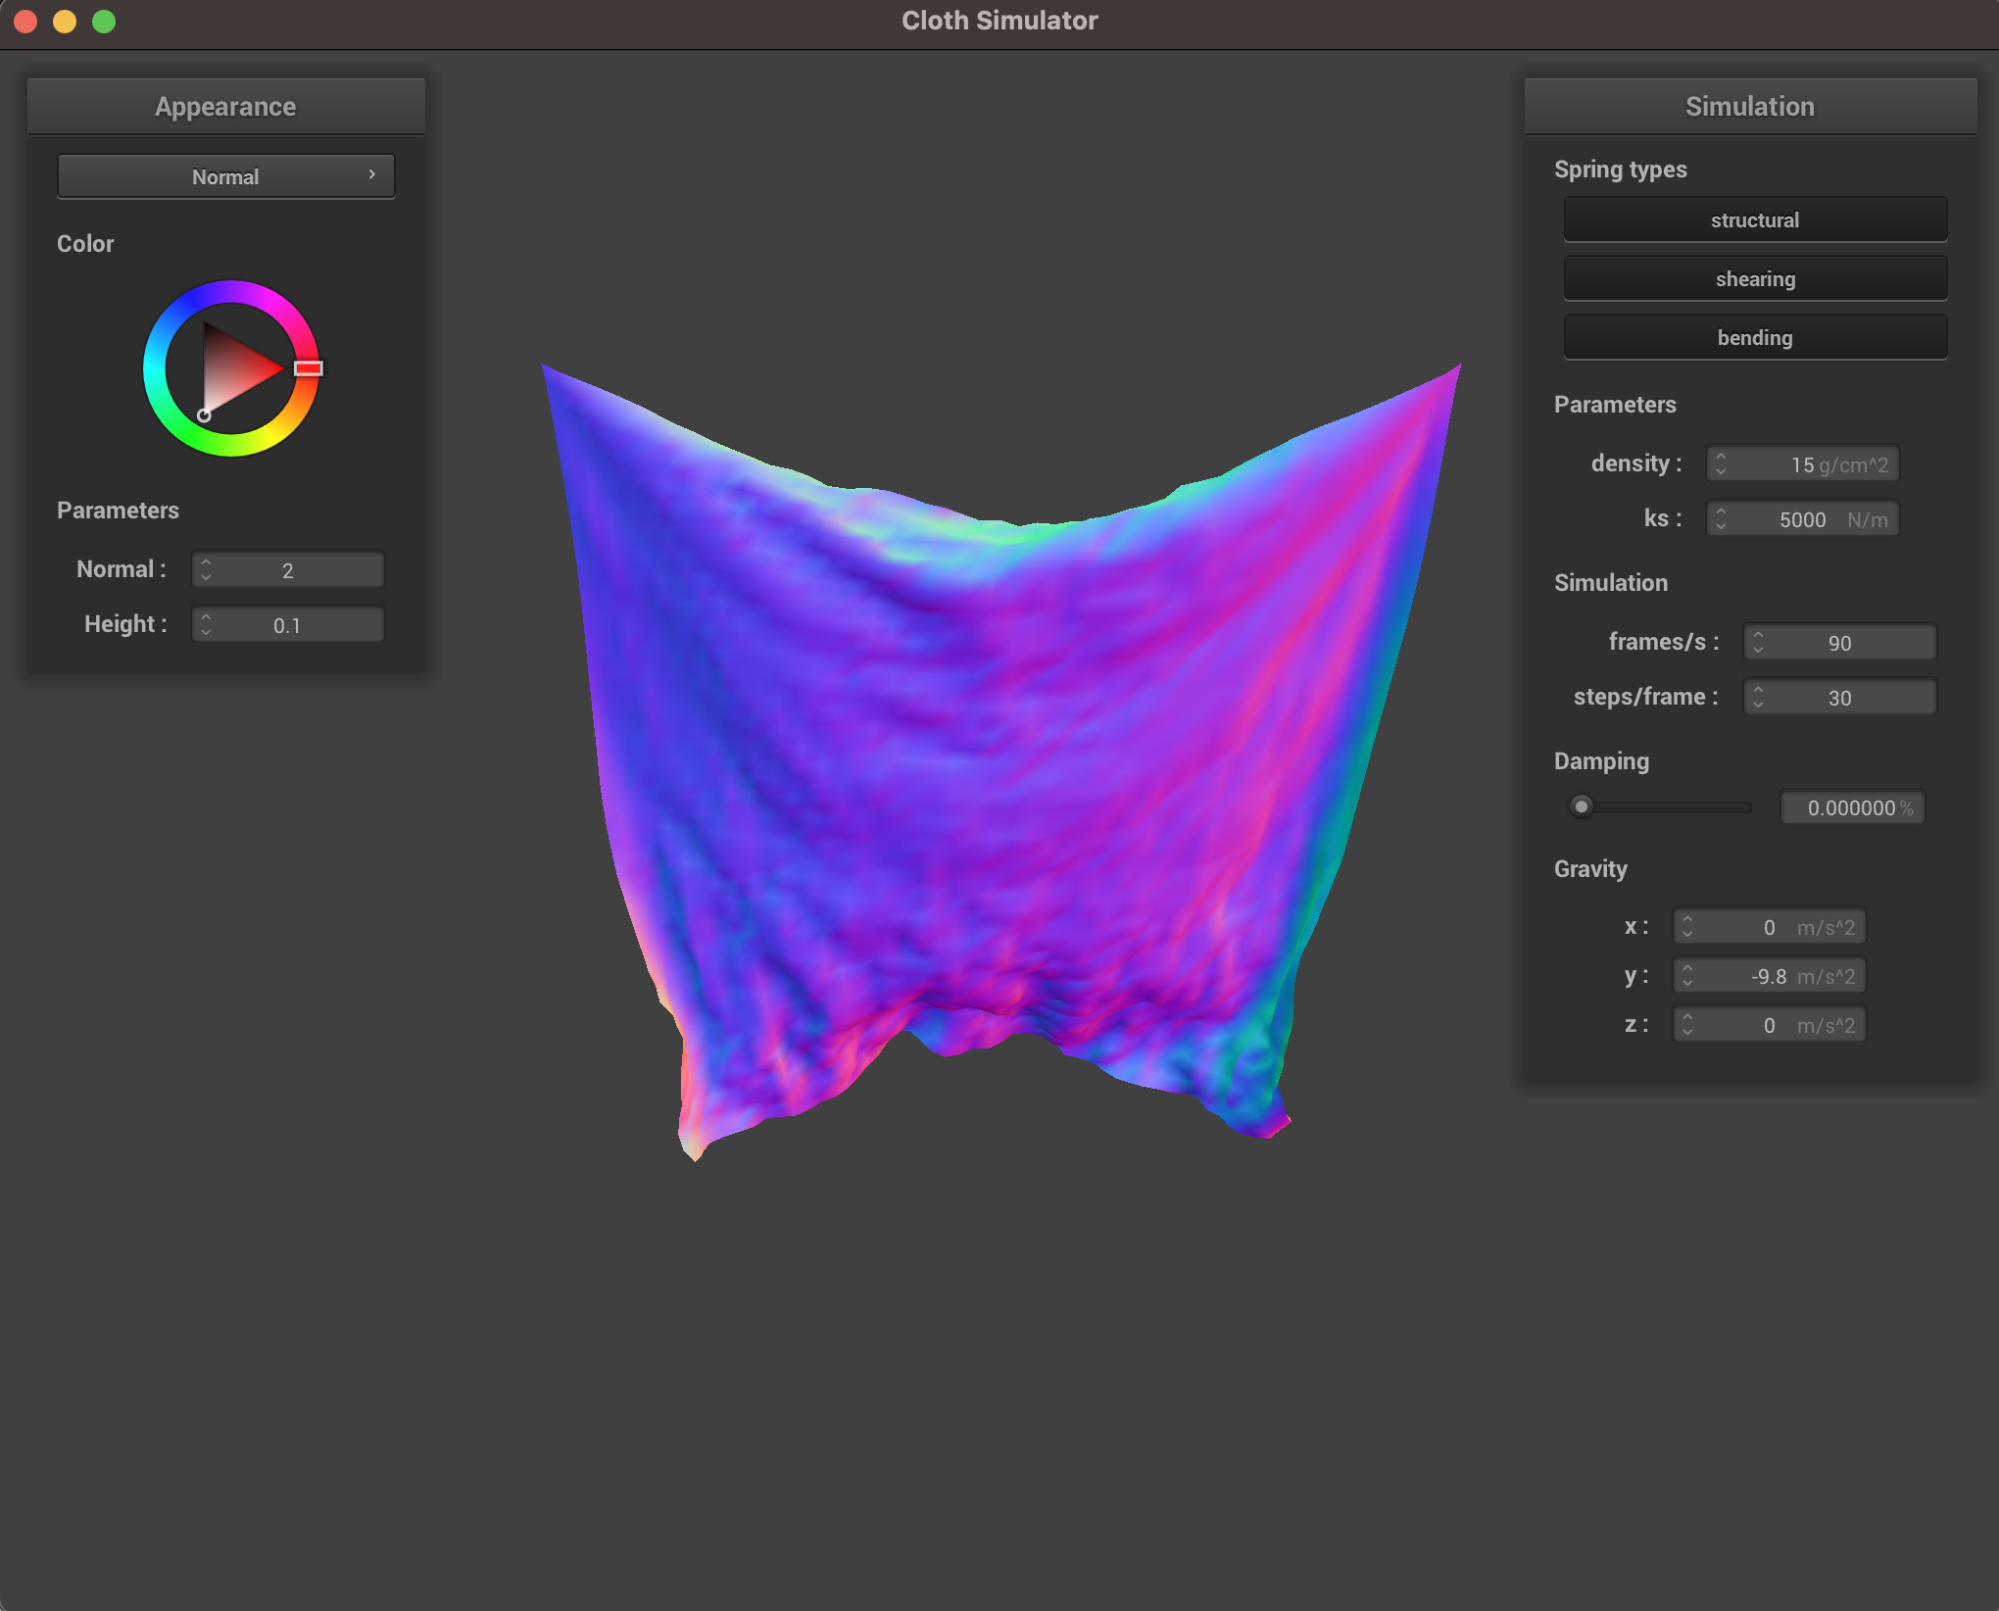 Cloth Simulator
Appearance
Normal
Color
Parameters
Normal : 2
Height : 0.1
Simulation
Spring types
structural
shearing
bending
Parameters
density : 15 g/cm^2
ks : 5000 N/m
Simulation
frames/s : 90
steps/frame : 30
Damping
0.000000 %
Gravity
x : 0 m/s^2
y : -9.8 m/s^2
z : 0 m/s^2